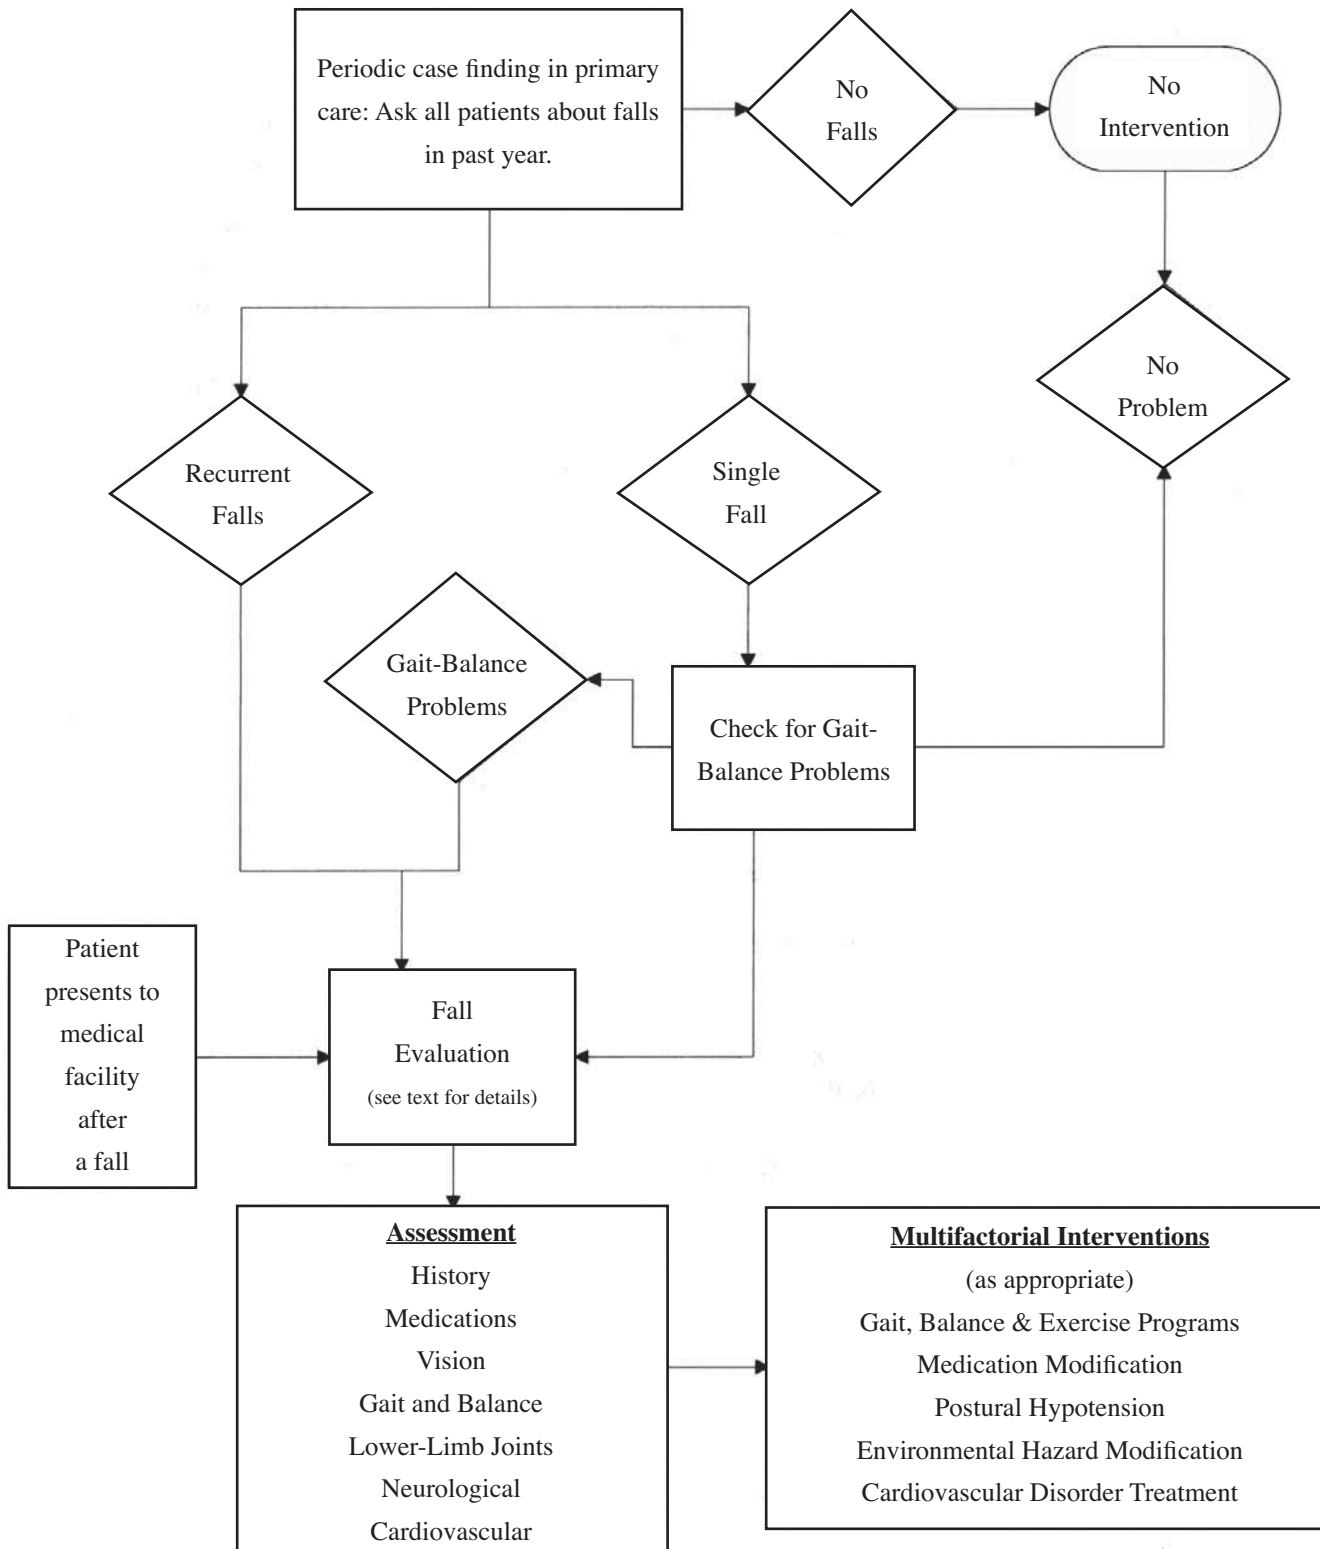 Periodic case finding in primary
care: Ask all patients about falls
in past year.
No
Falls
No
Intervention
No
Problem
Recurrent
Falls
Single
Fall
Gait-Balance
Problems
Check for Gait-
Balance Problems
Patient
presents to
medical
facility
after
a fall
Fall
Evaluation
(see text for details)
Assessment
History
Medications
Vision
Gait and Balance
Lower-Limb Joints
Neurological
Cardiovascular
Multifactorial Interventions
(as appropriate)
Gait, Balance & Exercise Programs
Medication Modification
Postural Hypotension
Environmental Hazard Modification
Cardiovascular Disorder Treatment